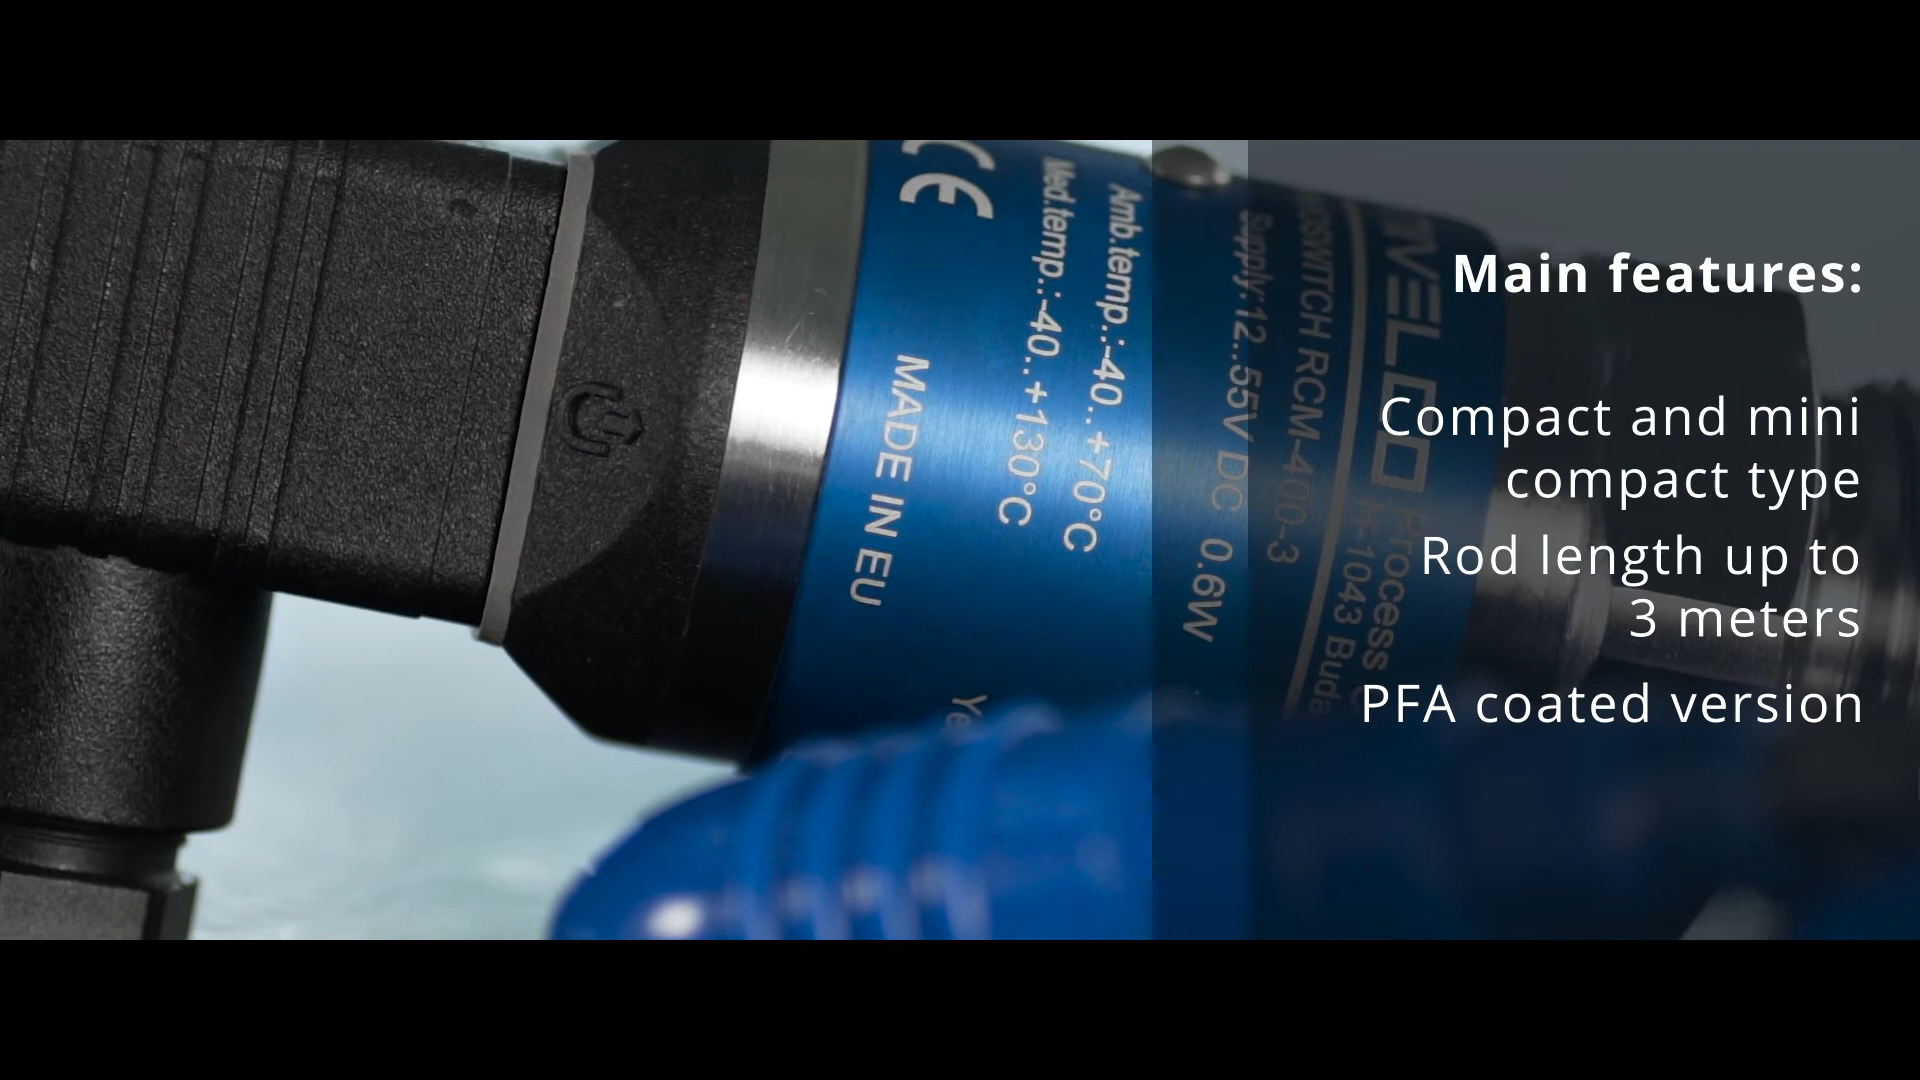 Main features:
Compact and mini
compact type
Rod length up to
3 meters
PFA coated version
NIVELCO Process
H-1043 Buda
RCM-400-3
Supply:12...55V DC 0.6W
Amb.temp.:-40..+70°C
Med.temp.:-40..+130°C
CE MADE IN EU